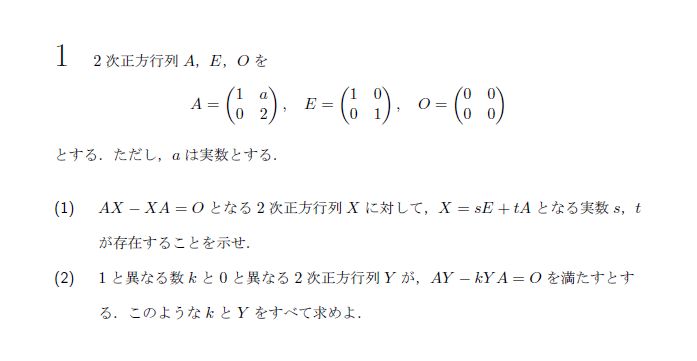 1 2 次正方行列 A，E，O を
A = \begin{pmatrix} 1 & a \\ 0 & 2 \end{pmatrix}, E = \begin{pmatrix} 1 & 0 \\ 0 & 1 \end{pmatrix}, O = \begin{pmatrix} 0 & 0 \\ 0 & 0 \end{pmatrix}
とする．ただし，a は実数とする．
(1) AX − XA = O となる 2 次正方行列 X に対して，X = sE + tA となる実数 s，t
が存在することを示せ．
(2) 1 と異なる数 k と 0 と異なる 2 次正方行列 Y が，AY − kYA = O を満たすとす
る．このような k と Y をすべて求めよ．